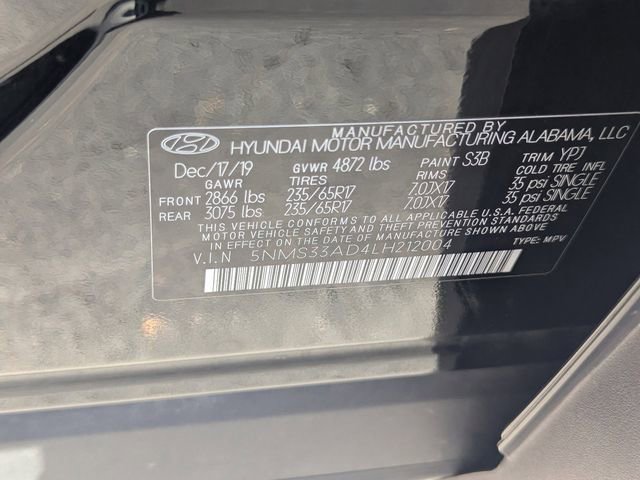 MANUFACTURED BY
HYUNDAI MOTOR MANUFACTURING ALABAMA, LLC
Dec/17/19 GVWR 4872 lbs PAINT S3B TRIM YPJ
GAWR TIRES RIMS COLD TIRE INFL
FRONT 2866 lbs 235/65R17 7.0JX17 35 psi SINGLE
REAR 3075 lbs 235/65R17 7.0JX17 35 psi SINGLE
THIS VEHICLE CONFORMS TO ALL APPLICABLE U.S.A. FEDERAL
MOTOR VEHICLE SAFETY AND THEFT PREVENTION STANDARDS
IN EFFECT ON THE DATE OF MANUFACTURE SHOWN ABOVE
V.I.N 5NMS33AD4LH212004 TYPE: MPV